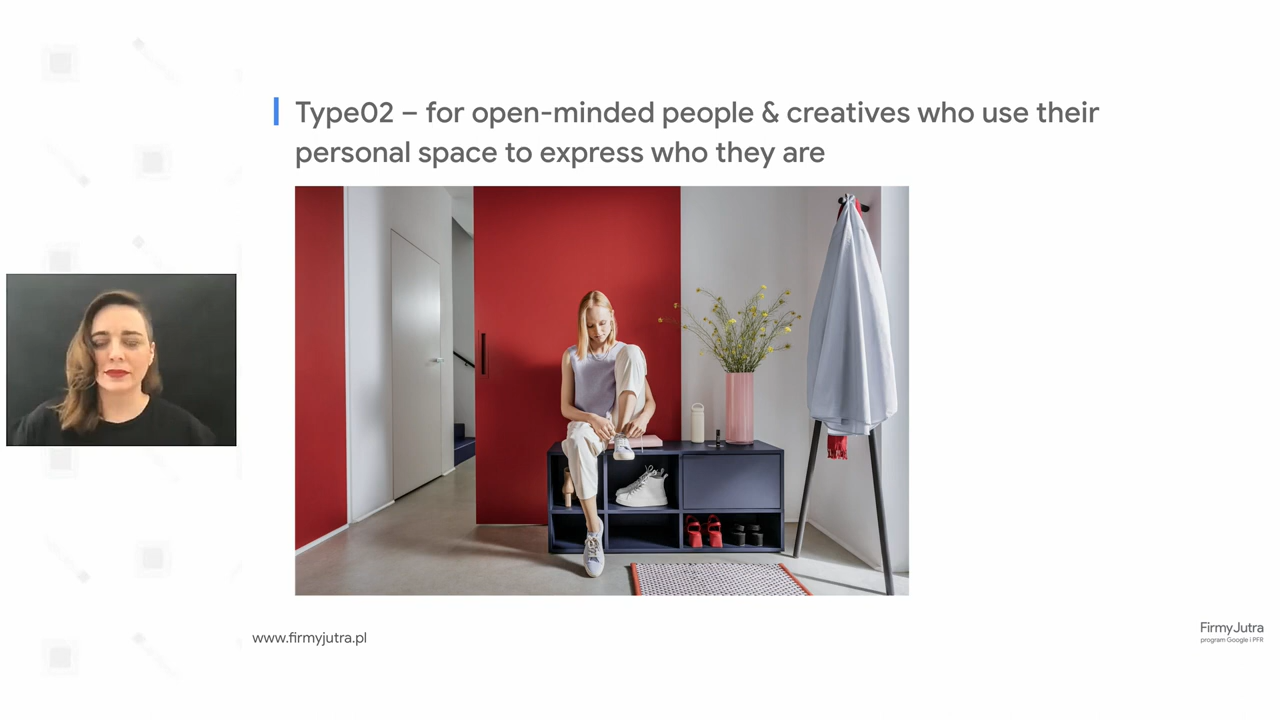 Type02 – for open-minded people & creatives who use their
personal space to express who they are
www.firmyjutra.pl
FirmyJutra
program Google i PFR